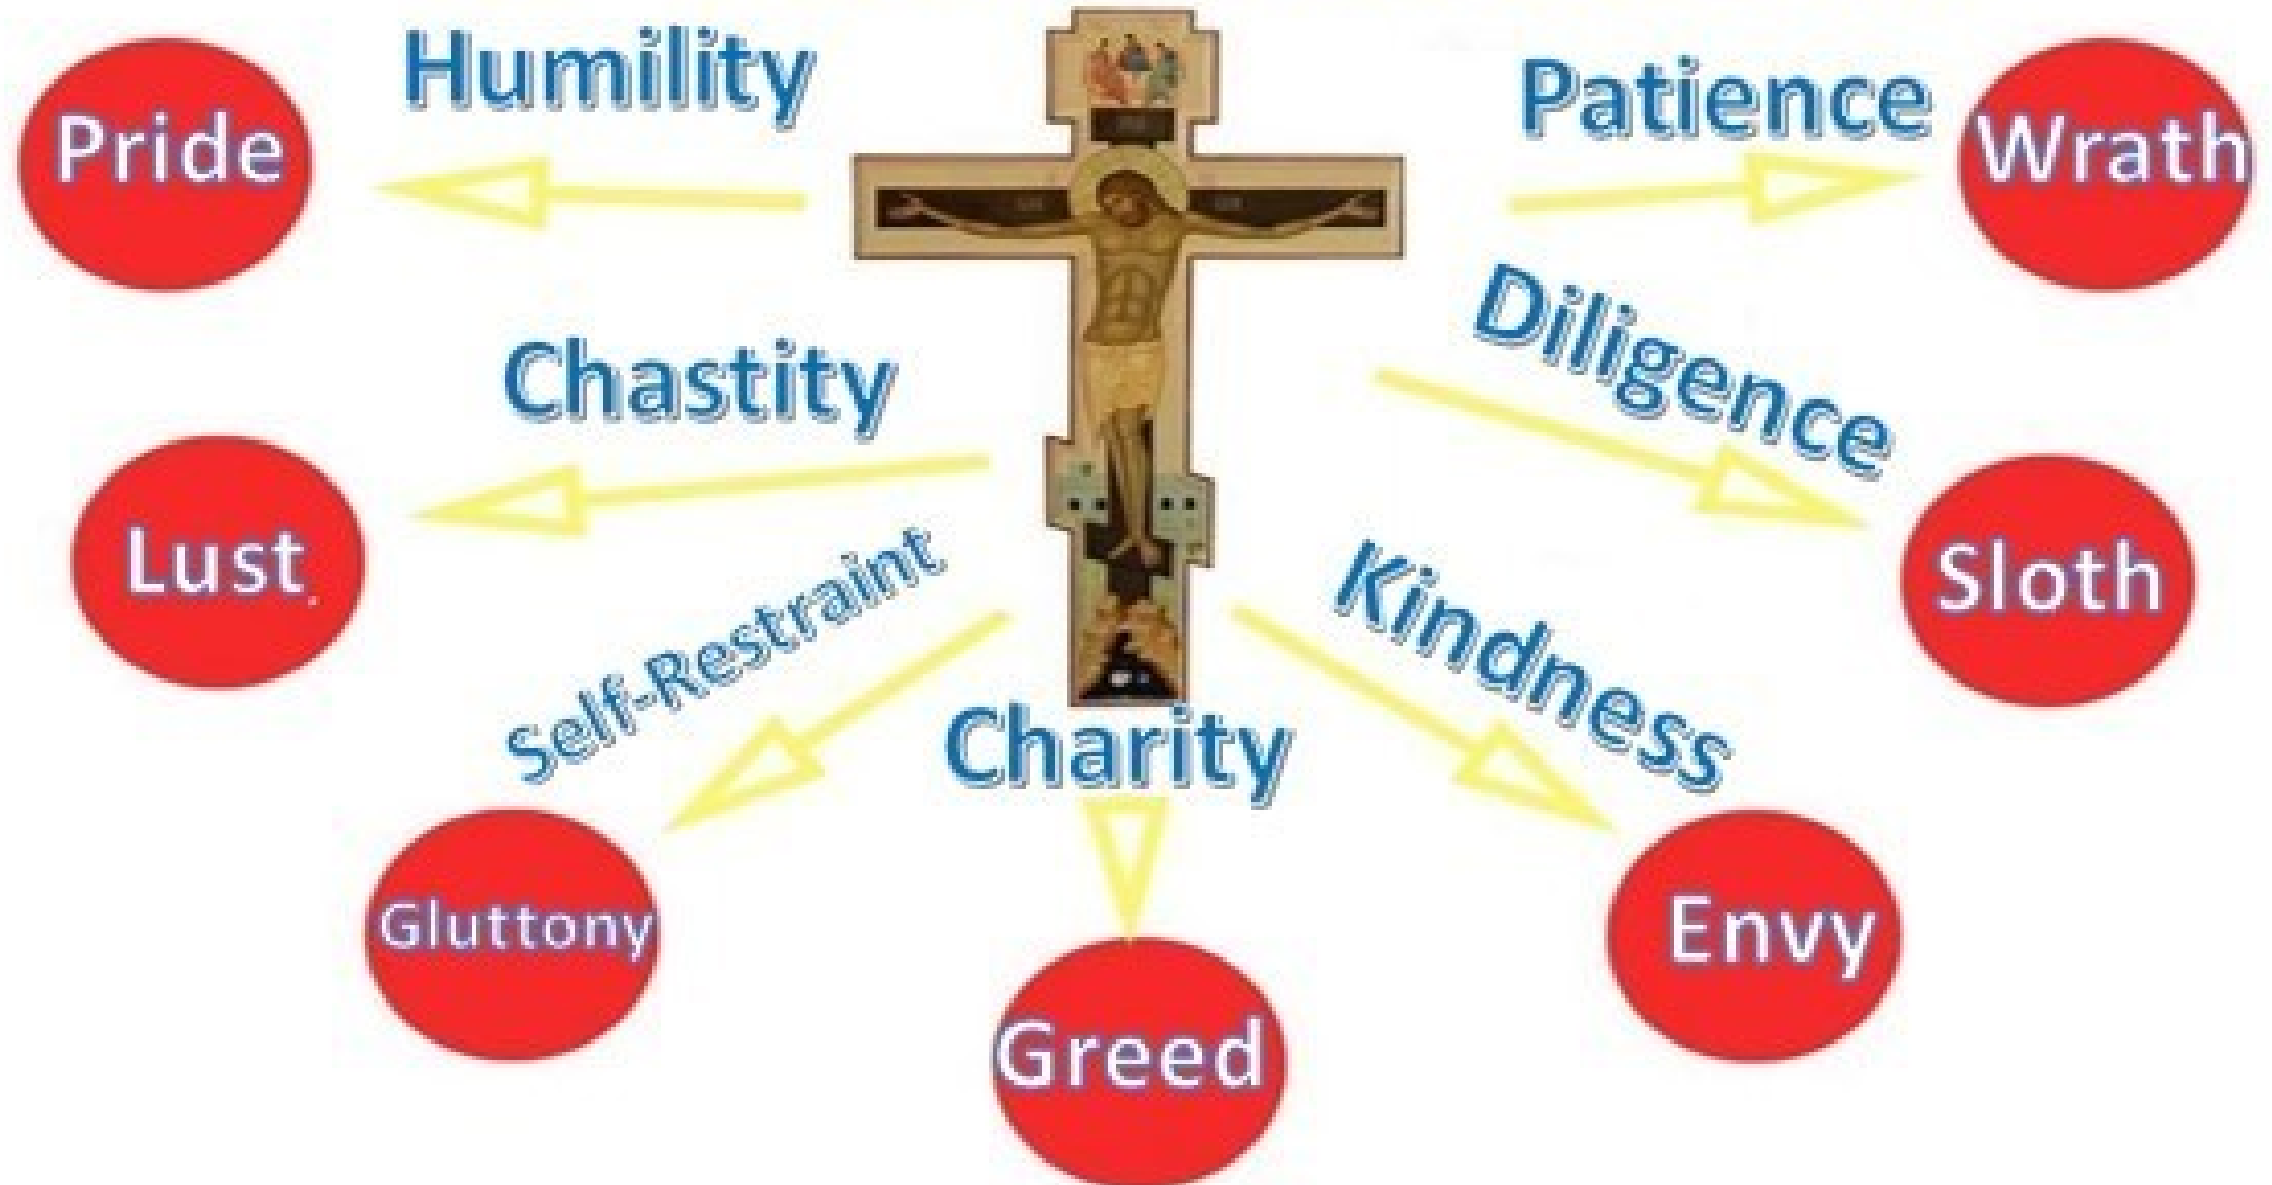 Humility
Patience
Pride
Wrath
Diligence
Chastity
Lust
Sloth
Self-Restraint
Kindness
Charity
Gluttony
Envy
Greed